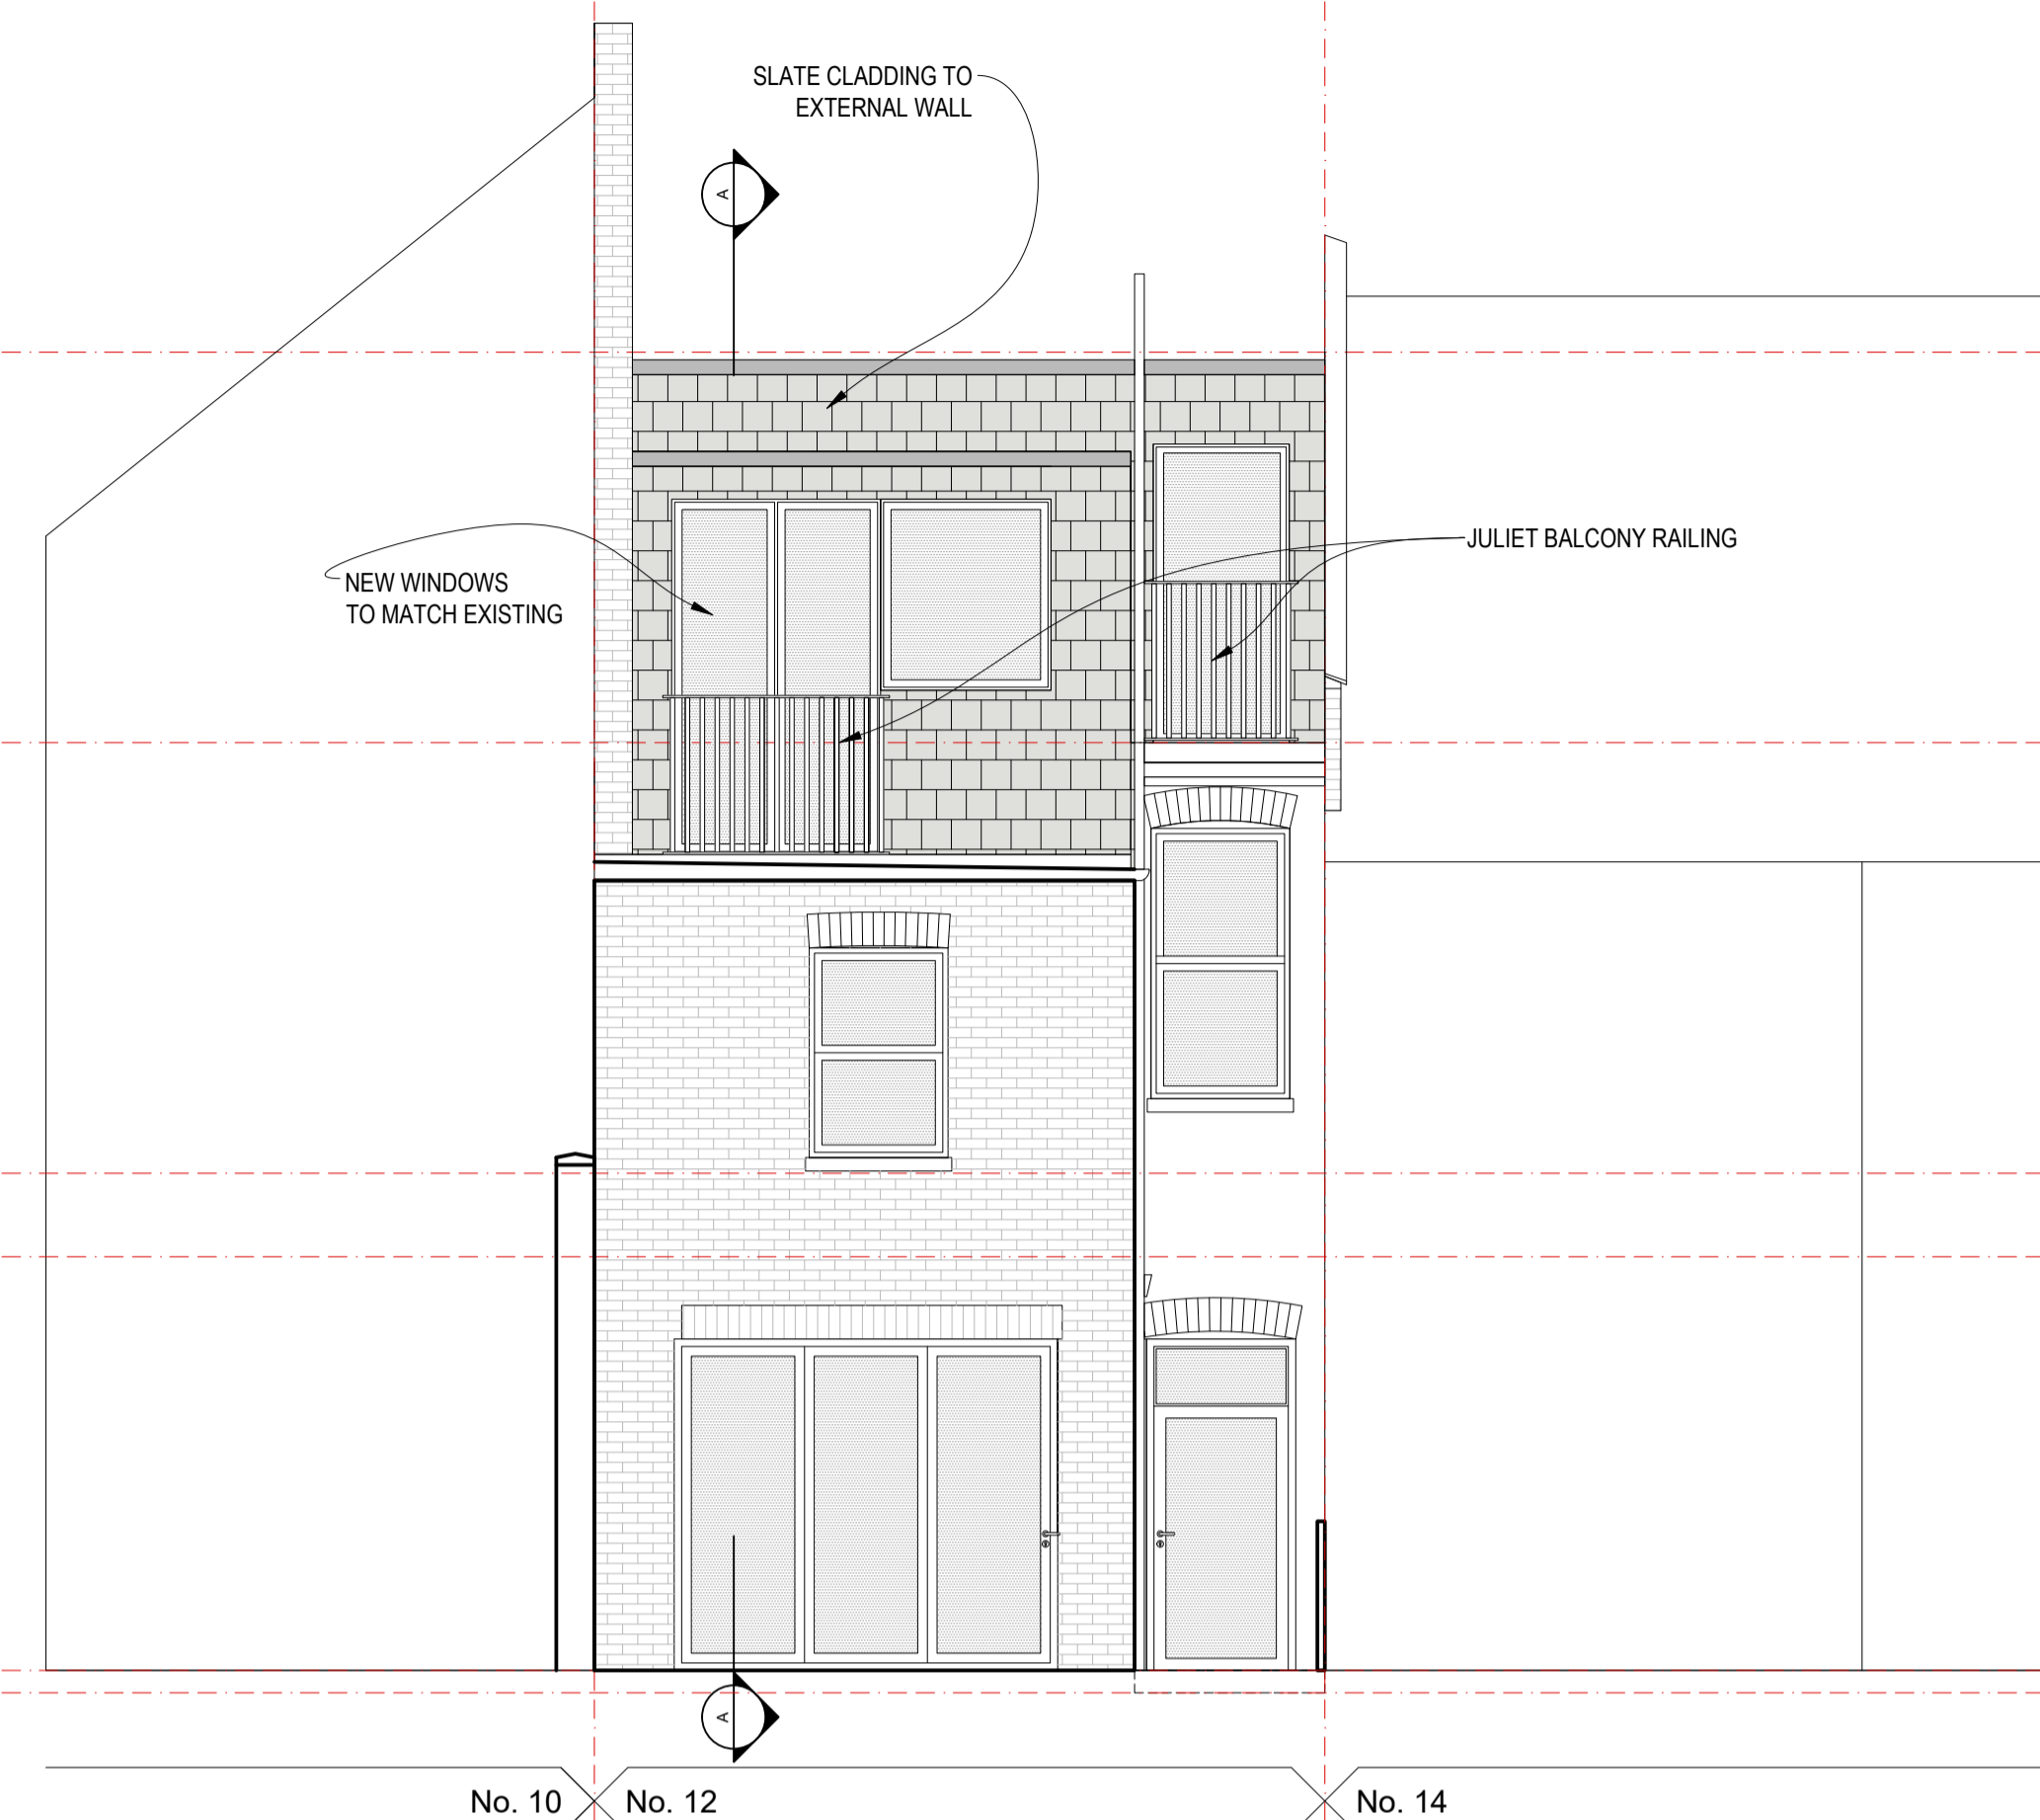 SLATE CLADDING TO
EXTERNAL WALL
A
JULIET BALCONY RAILING
NEW WINDOWS
TO MATCH EXISTING
A
No. 10
No. 12
No. 14